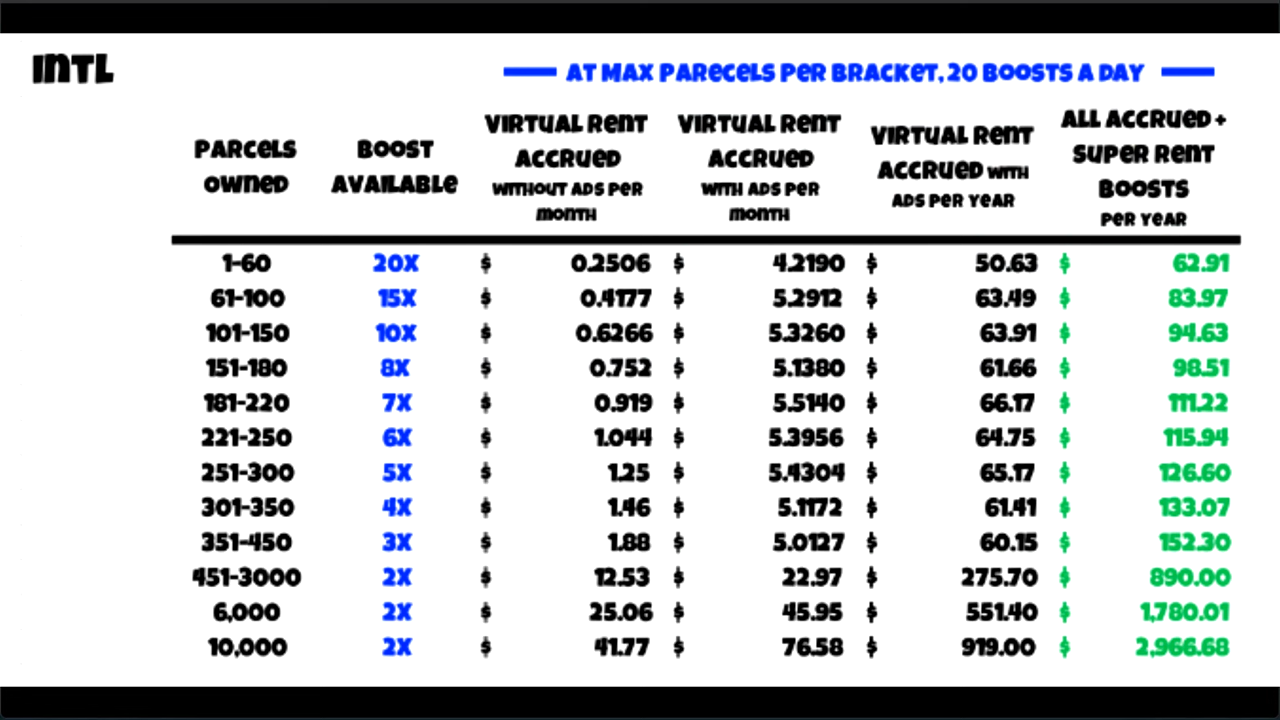 INTL
AT MAX PARECELS PER BRACKET, 20 BOOSTS A DAY
PARCELS OWNED
BOOST AVAILABLE
VIRTUAL RENT ACCRUED WITHOUT ADS PER MONTH
VIRTUAL RENT ACCRUED WITH ADS PER MONTH
VIRTUAL RENT ACCRUED WITH ADS PER YEAR
ALL ACCRUED + SUPER RENT BOOSTS PER YEAR
1-60 20X $ 0.2506 $ 4.2190 $ 50.63 $ 62.91
61-100 15X $ 0.4177 $ 5.2912 $ 63.49 $ 83.97
101-150 10X $ 0.6266 $ 5.3260 $ 63.91 $ 94.63
151-180 8X $ 0.752 $ 5.1380 $ 61.66 $ 98.51
181-220 7X $ 0.919 $ 5.5140 $ 66.17 $ 111.22
221-250 6X $ 1.044 $ 5.3956 $ 64.75 $ 115.94
251-300 5X $ 1.25 $ 5.4304 $ 65.17 $ 126.60
301-350 4X $ 1.46 $ 5.1172 $ 61.41 $ 133.07
351-450 3X $ 1.88 $ 5.0127 $ 60.15 $ 152.30
451-3000 2X $ 12.53 $ 22.97 $ 275.70 $ 890.00
6,000 2X $ 25.06 $ 45.95 $ 551.40 $ 1,780.01
10,000 2X $ 41.77 $ 76.58 $ 919.00 $ 2,966.68